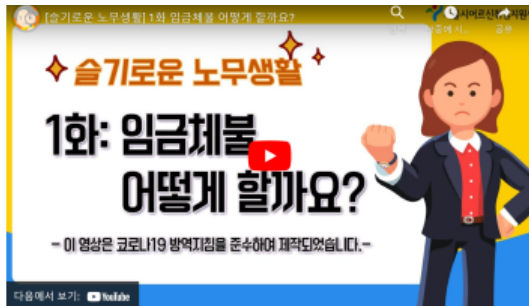 [슬기로운 노무생활] 1화 임금체불 어떻게 할까요?
슬기로운 노무생활
1화: 임금체불
어떻게 할까요?
- 이 영상은 코로나19 방역지침을 준수하여 제작되었습니다.-
다음에서 보기: YouTube